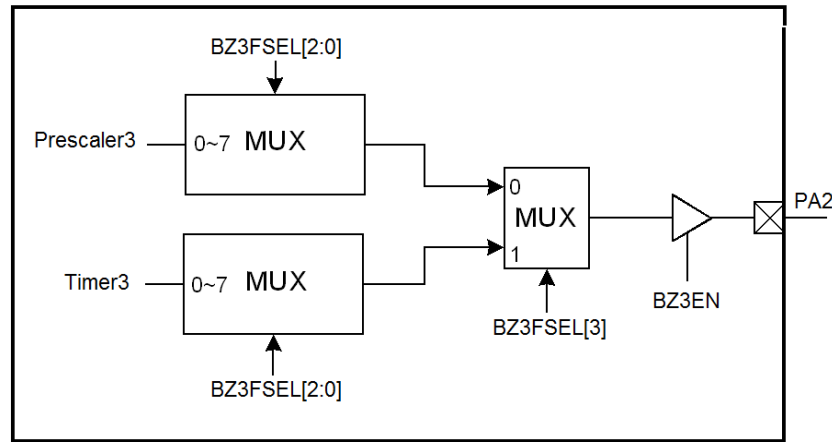 BZ3FSEL[2:0]
Prescaler3
0~7 MUX
0
MUX
1
PA2
Timer3
0~7 MUX
BZ3EN
BZ3FSEL[3]
BZ3FSEL[2:0]